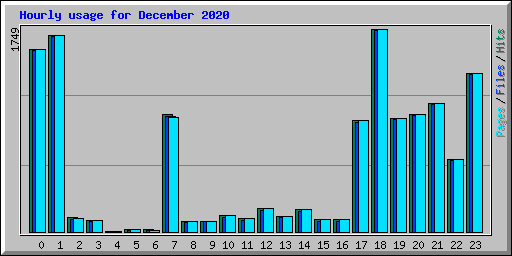 Hourly usage for December 2020
1749
Pages / Files / Hits
0 1 2 3 4 5 6 7 8 9 10 11 12 13 14 15 16 17 18 19 20 21 22 23